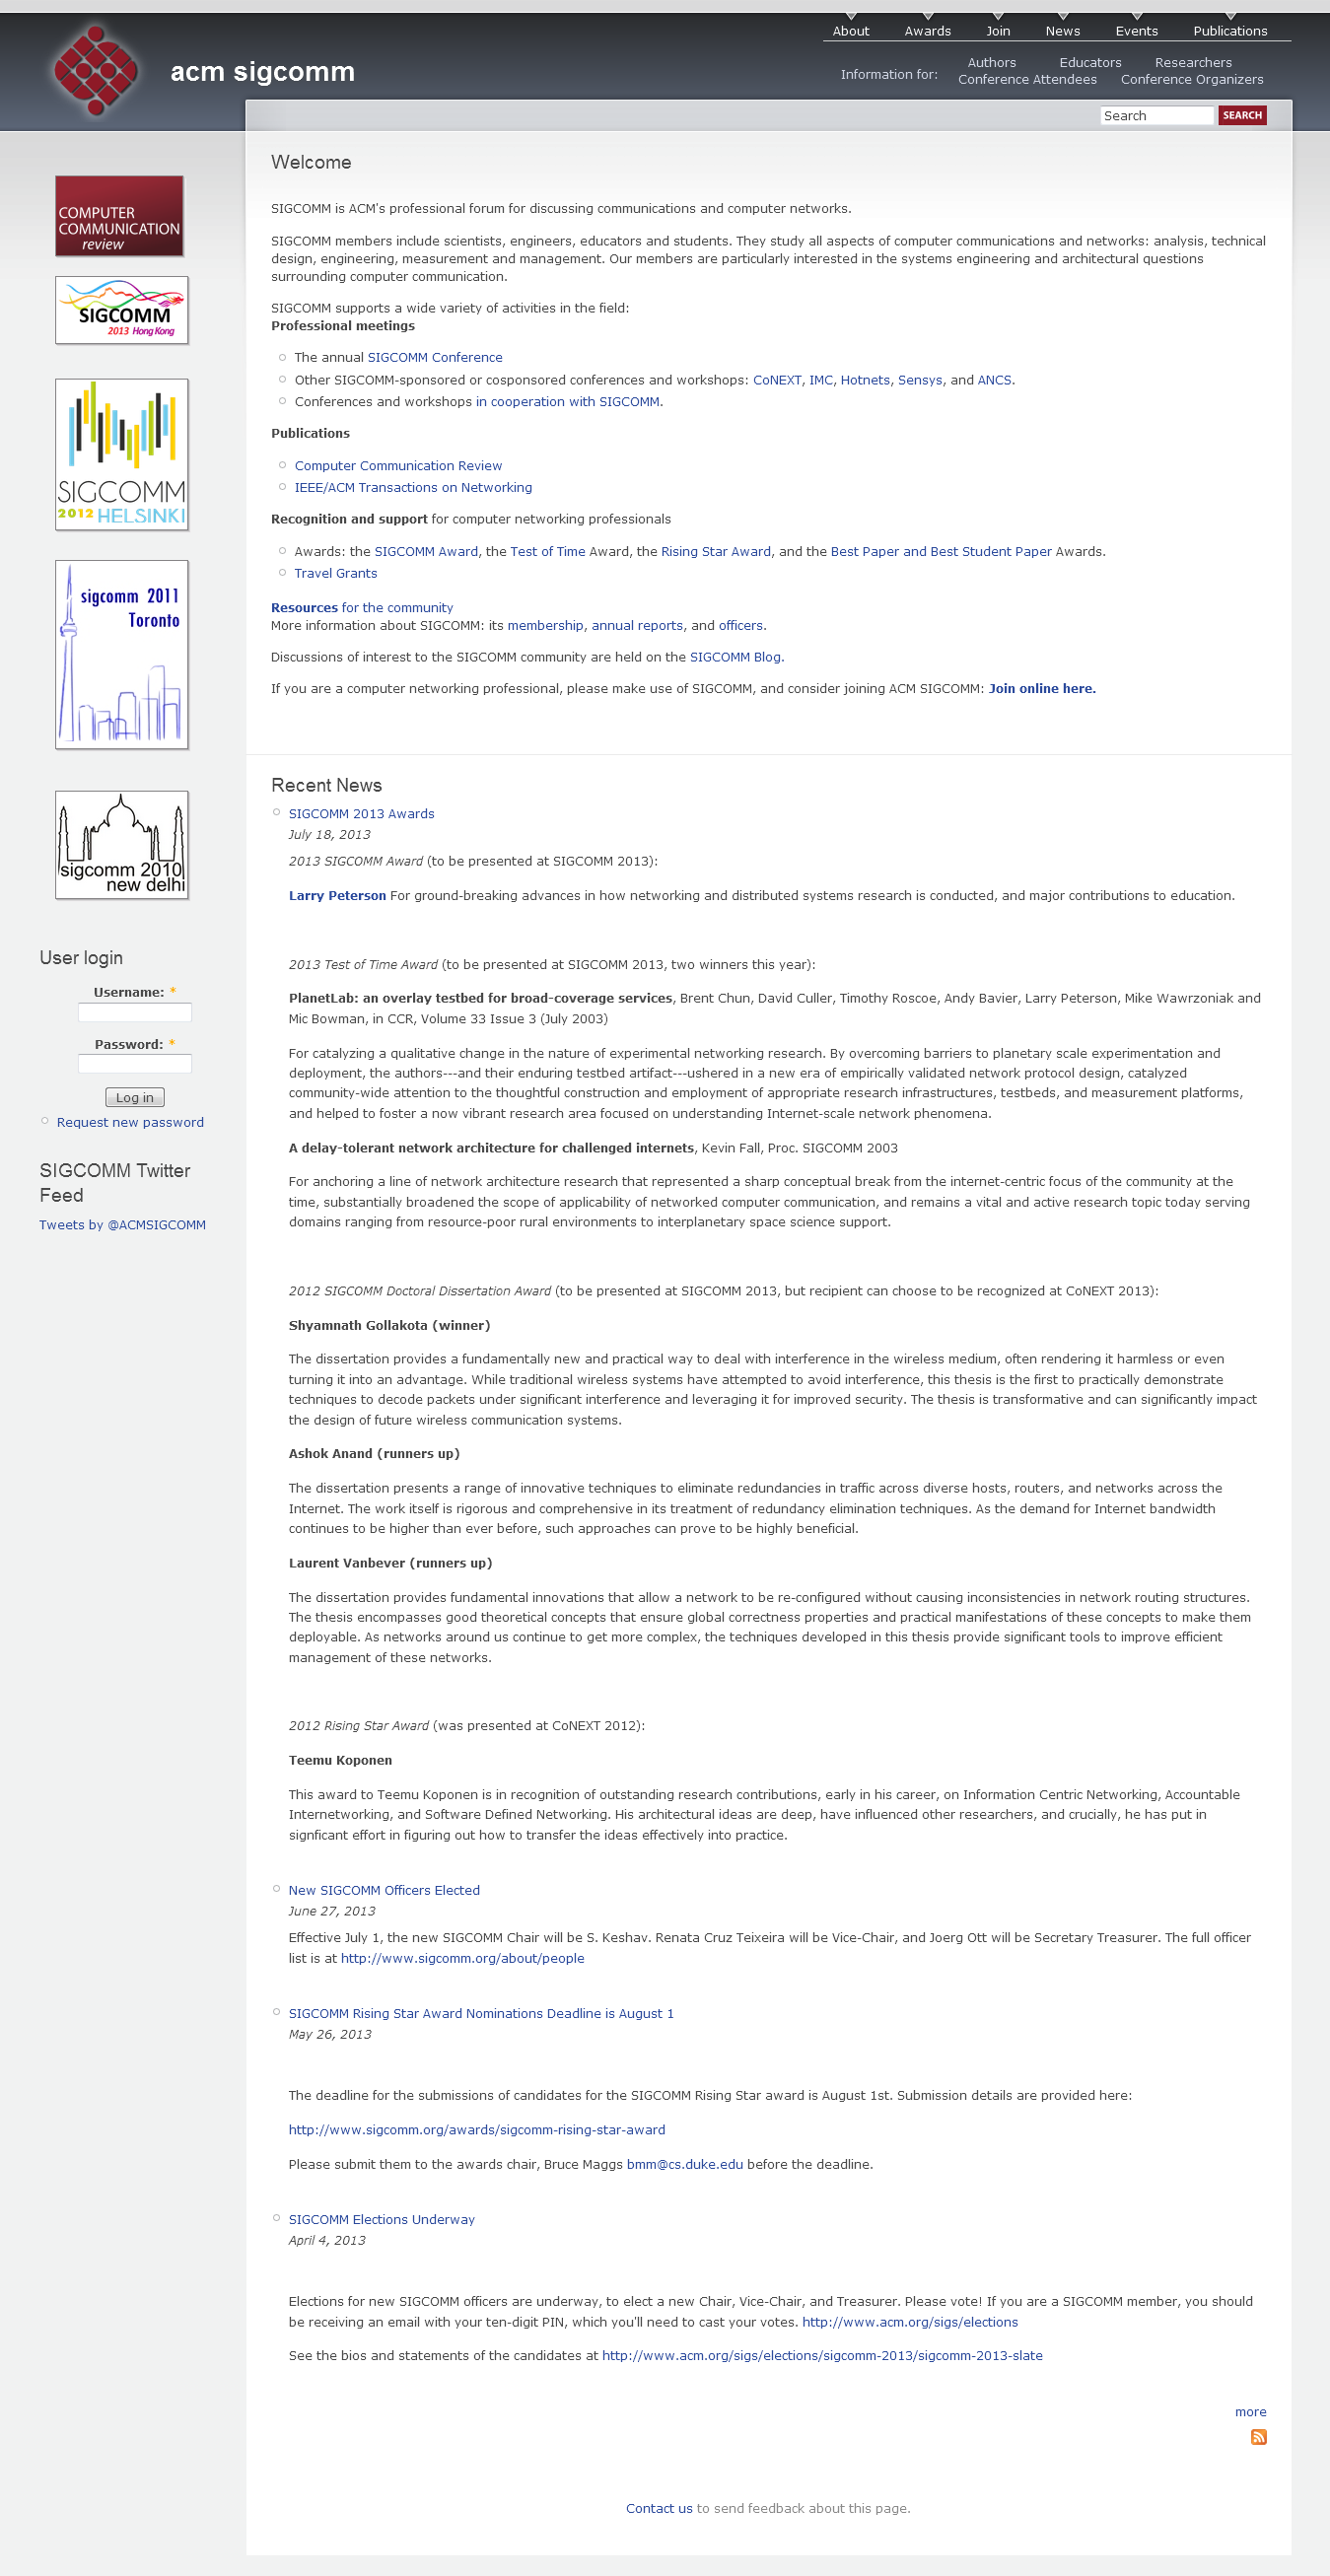 About Awards Join News Events Publications
acm sigcomm
Information for:
Authors Educators Researchers
Conference Attendees Conference Organizers
Search SEARCH
COMPUTER
COMMUNICATION
review
SIGCOMM
2013 Hong Kong
SIGCOMM
2012 HELSINKI
sigcomm 2011
Toronto
sigcomm 2010
new delhi
User login
Username: *
Password: *
Log in
Request new password
SIGCOMM Twitter
Feed
Tweets by @ACMSIGCOMM
Welcome
SIGCOMM is ACM's professional forum for discussing communications and computer networks.
SIGCOMM members include scientists, engineers, educators and students. They study all aspects of computer communications and networks: analysis, technical
design, engineering, measurement and management. Our members are particularly interested in the systems engineering and architectural questions
surrounding computer communication.
SIGCOMM supports a wide variety of activities in the field:
Professional meetings
The annual SIGCOMM Conference
Other SIGCOMM-sponsored or cosponsored conferences and workshops: CoNEXT, IMC, Hotnets, Sensys, and ANCS.
Conferences and workshops in cooperation with SIGCOMM.
Publications
Computer Communication Review
IEEE/ACM Transactions on Networking
Recognition and support for computer networking professionals
Awards: the SIGCOMM Award, the Test of Time Award, the Rising Star Award, and the Best Paper and Best Student Paper Awards.
Travel Grants
Resources for the community
More information about SIGCOMM: its membership, annual reports, and officers.
Discussions of interest to the SIGCOMM community are held on the SIGCOMM Blog.
If you are a computer networking professional, please make use of SIGCOMM, and consider joining ACM SIGCOMM: Join online here.
Recent News
SIGCOMM 2013 Awards
July 18, 2013
2013 SIGCOMM Award (to be presented at SIGCOMM 2013):
Larry Peterson For ground-breaking advances in how networking and distributed systems research is conducted, and major contributions to education.
2013 Test of Time Award (to be presented at SIGCOMM 2013, two winners this year):
PlanetLab: an overlay testbed for broad-coverage services, Brent Chun, David Culler, Timothy Roscoe, Andy Bavier, Larry Peterson, Mike Wawrzoniak and
Mic Bowman, in CCR, Volume 33 Issue 3 (July 2003)
For catalyzing a qualitative change in the nature of experimental networking research. By overcoming barriers to planetary scale experimentation and
deployment, the authors---and their enduring testbed artifact---ushered in a new era of empirically validated network protocol design, catalyzed
community-wide attention to the thoughtful construction and employment of appropriate research infrastructures, testbeds, and measurement platforms,
and helped to foster a now vibrant research area focused on understanding Internet-scale network phenomena.
A delay-tolerant network architecture for challenged internets, Kevin Fall, Proc. SIGCOMM 2003
For anchoring a line of network architecture research that represented a sharp conceptual break from the internet-centric focus of the community at the
time, substantially broadened the scope of applicability of networked computer communication, and remains a vital and active research topic today serving
domains ranging from resource-poor rural environments to interplanetary space science support.
2012 SIGCOMM Doctoral Dissertation Award (to be presented at SIGCOMM 2013, but recipient can choose to be recognized at CoNEXT 2013):
Shyamnath Gollakota (winner)
The dissertation provides a fundamentally new and practical way to deal with interference in the wireless medium, often rendering it harmless or even
turning it into an advantage. While traditional wireless systems have attempted to avoid interference, this thesis is the first to practically demonstrate
techniques to decode packets under significant interference and leveraging it for improved security. The thesis is transformative and can significantly impact
the design of future wireless communication systems.
Ashok Anand (runners up)
The dissertation presents a range of innovative techniques to eliminate redundancies in traffic across diverse hosts, routers, and networks across the
Internet. The work itself is rigorous and comprehensive in its treatment of redundancy elimination techniques. As the demand for Internet bandwidth
continues to be higher than ever before, such approaches can prove to be highly beneficial.
Laurent Vanbever (runners up)
The dissertation provides fundamental innovations that allow a network to be re-configured without causing inconsistencies in network routing structures.
The thesis encompasses good theoretical concepts that ensure global correctness properties and practical manifestations of these concepts to make them
deployable. As networks around us continue to get more complex, the techniques developed in this thesis provide significant tools to improve efficient
management of these networks.
2012 Rising Star Award (was presented at CoNEXT 2012):
Teemu Koponen
This award to Teemu Koponen is in recognition of outstanding research contributions, early in his career, on Information Centric Networking, Accountable
Internetworking, and Software Defined Networking. His architectural ideas are deep, have influenced other researchers, and crucially, he has put in
signficant effort in figuring out how to transfer the ideas effectively into practice.
New SIGCOMM Officers Elected
June 27, 2013
Effective July 1, the new SIGCOMM Chair will be S. Keshav. Renata Cruz Teixeira will be Vice-Chair, and Joerg Ott will be Secretary Treasurer. The full officer
list is at http://www.sigcomm.org/about/people
SIGCOMM Rising Star Award Nominations Deadline is August 1
May 26, 2013
The deadline for the submissions of candidates for the SIGCOMM Rising Star award is August 1st. Submission details are provided here:
http://www.sigcomm.org/awards/sigcomm-rising-star-award
Please submit them to the awards chair, Bruce Maggs bmm@cs.duke.edu before the deadline.
SIGCOMM Elections Underway
April 4, 2013
Elections for new SIGCOMM officers are underway, to elect a new Chair, Vice-Chair, and Treasurer. Please vote! If you are a SIGCOMM member, you should
be receiving an email with your ten-digit PIN, which you'll need to cast your votes. http://www.acm.org/sigs/elections
See the bios and statements of the candidates at http://www.acm.org/sigs/elections/sigcomm-2013/sigcomm-2013-slate
more
Contact us to send feedback about this page.